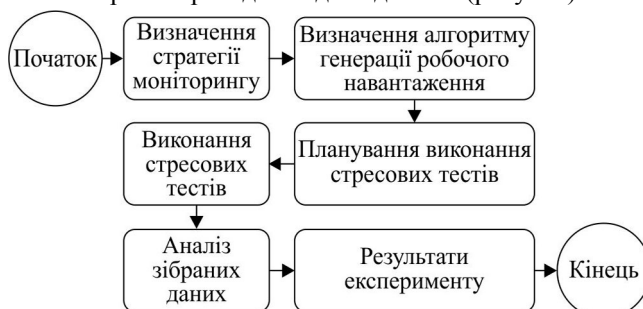 Початок
Визначення
стратегії
моніторингу
Визначення алгоритму
генерації робочого
навантаження
Виконання
стресових
тестів
Планування виконання
стресових тестів
Аналіз
зібраних
даних
Результати
експерименту
Кінець